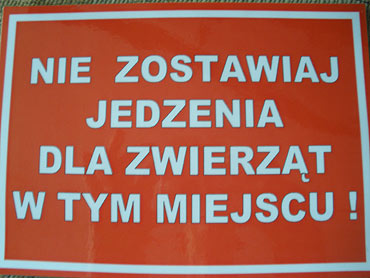 NIE ZOSTAWIAJ
JEDZENIA
DLA ZWIERZĄT
W TYM MIEJSCU !